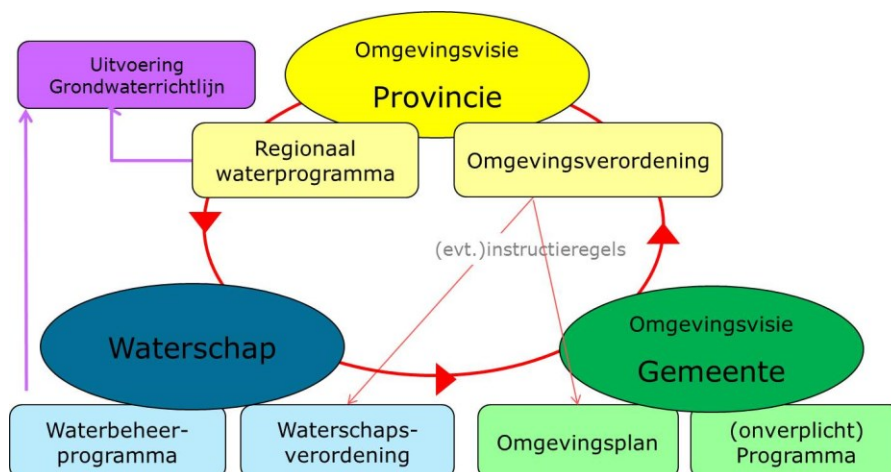 Omgevingsvisie
Provincie
Uitvoering
Grondwaterrichtlijn
Regionaal
waterprogramma
Omgevingsverordening
(evt.)instructieregels
Waterschap
Omgevingsvisie
Gemeente
Waterbeheer-
programma
Waterschaps-
verordening
Omgevingsplan
(onverplicht)
Programma